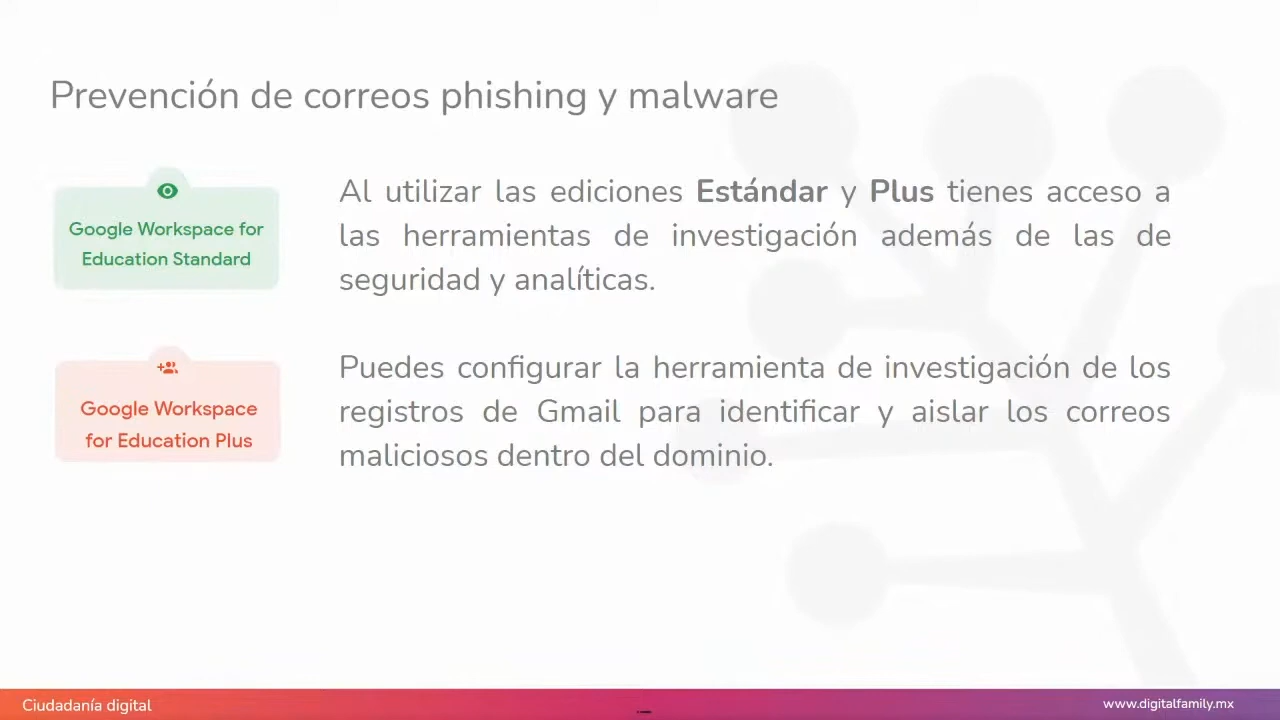 Prevención de correos phishing y malware
Google Workspace for
Education Standard
Al utilizar las ediciones Estándar y Plus tienes acceso a
las herramientas de investigación además de las de
seguridad y analíticas.
Google Workspace
for Education Plus
Puedes configurar la herramienta de investigación de los
registros de Gmail para identificar y aislar los correos
maliciosos dentro del dominio.
Ciudadanía digital
www.digitalfamily.mx